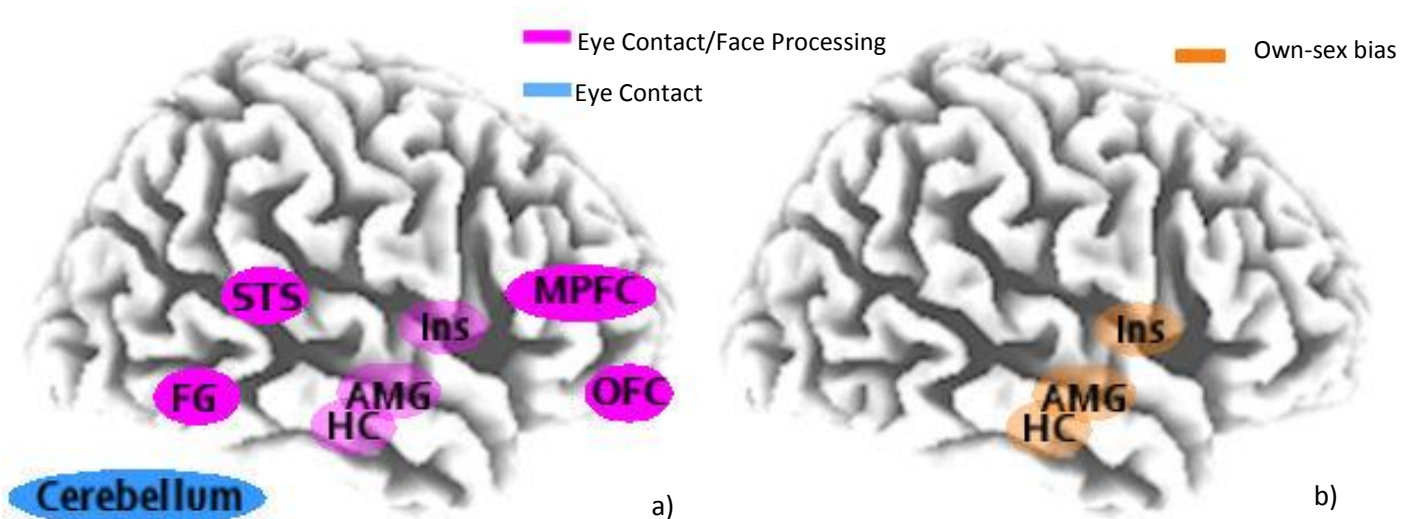 Eye Contact/Face Processing
Eye Contact
Own-sex bias
STS
MPFC
Ins
FG
AMG
OFC
HC
Cerebellum
a)
Ins
AMG
HC
b)